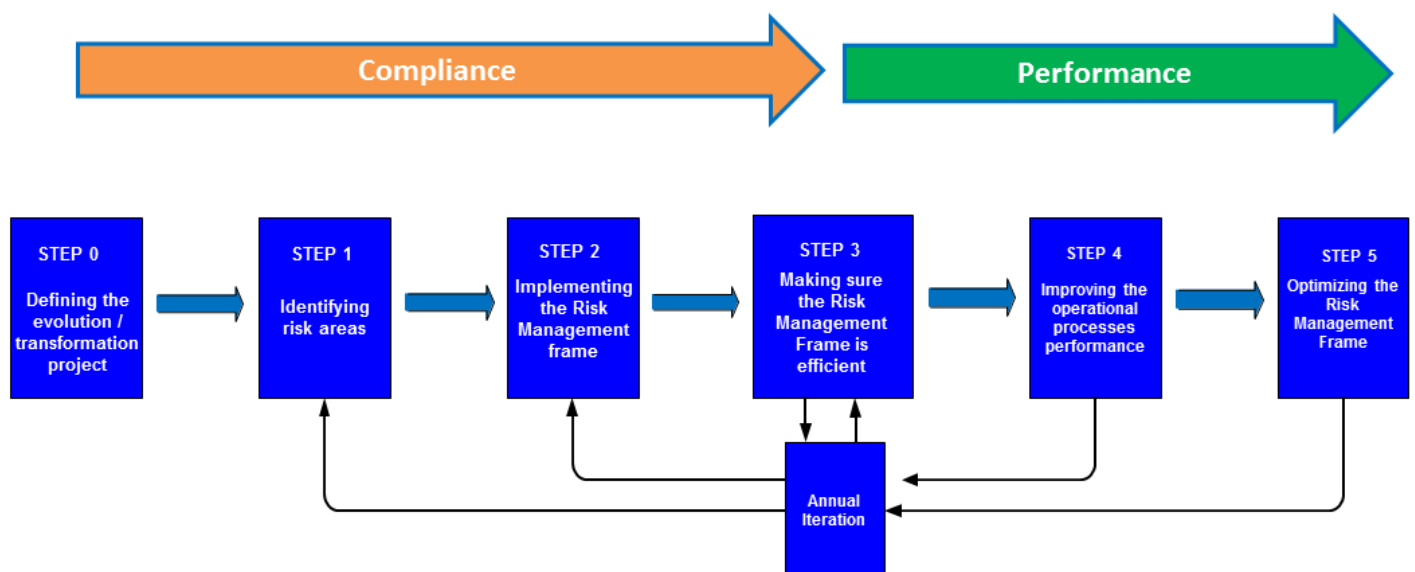 Compliance
Performance
STEP 0
Defining the
evolution /
transformation
project
STEP 1
Identifying
risk areas
STEP 2
Implementing
the Risk
Management
frame
STEP 3
Making sure
the Risk
Management
Frame is
efficient
STEP 4
Improving the
operational
processes
performance
STEP 5
Optimizing the
Risk
Management
Frame
Annual
Iteration